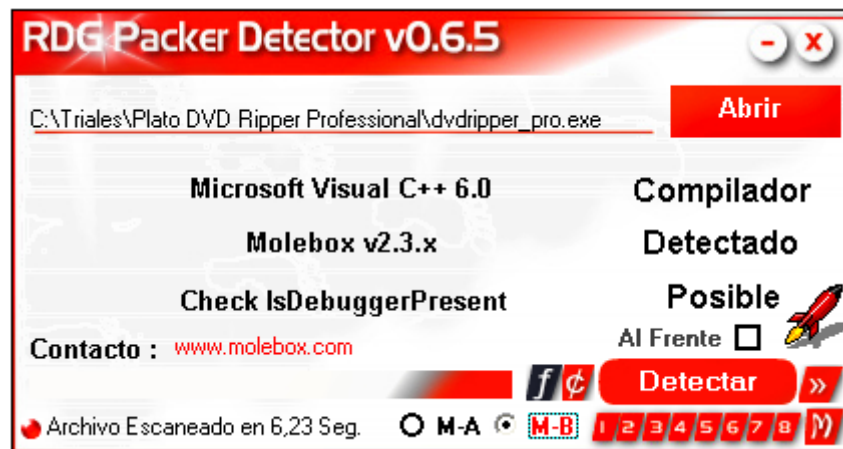 RDG Packer Detector v0.6.5
C:\Triales\Plato DVD Ripper Professional\dvdripper_pro.exe
Abrir
Microsoft Visual C++ 6.0
Compilador
Molebox v2.3.x
Detectado
Check IsDebuggerPresent
Posible
Al Frente
Contacto : www.molebox.com
ƒ ¢ Detectar »
Archivo Escaneado en 6,23 Seg. M-A M-B 1 2 3 4 5 6 7 8 M